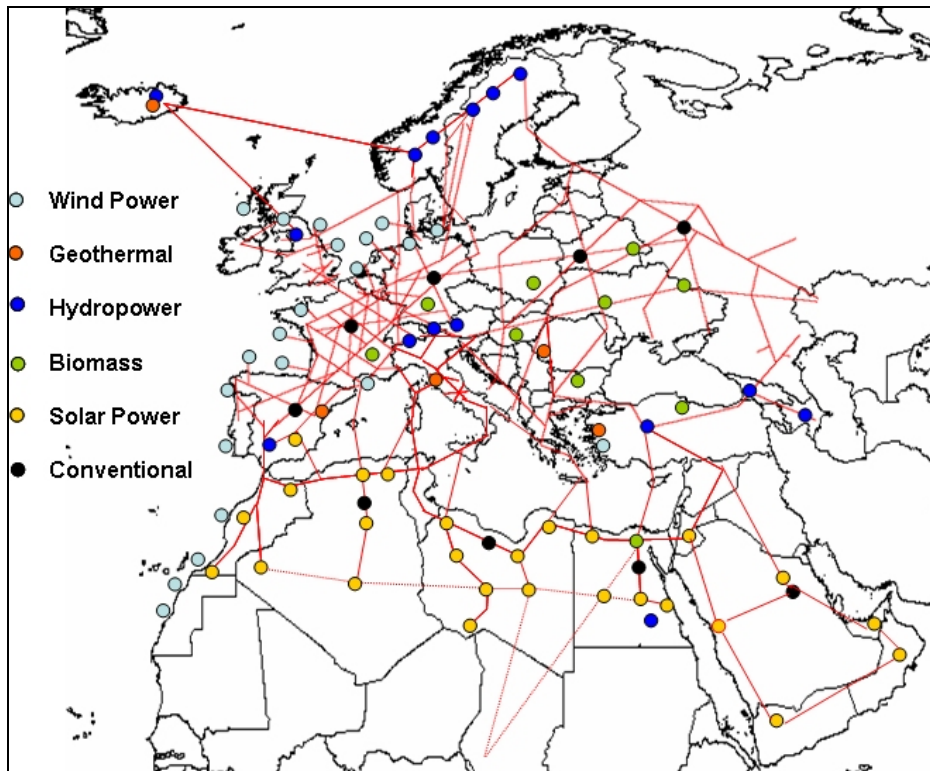 Wind Power
Geothermal
Hydropower
Biomass
Solar Power
Conventional